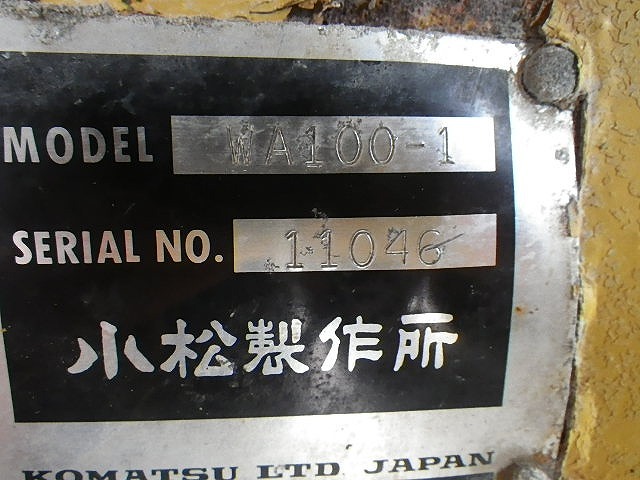 MODEL WA100-1
SERIAL NO. 11046
小松製作所
KOMATSU LTD JAPAN